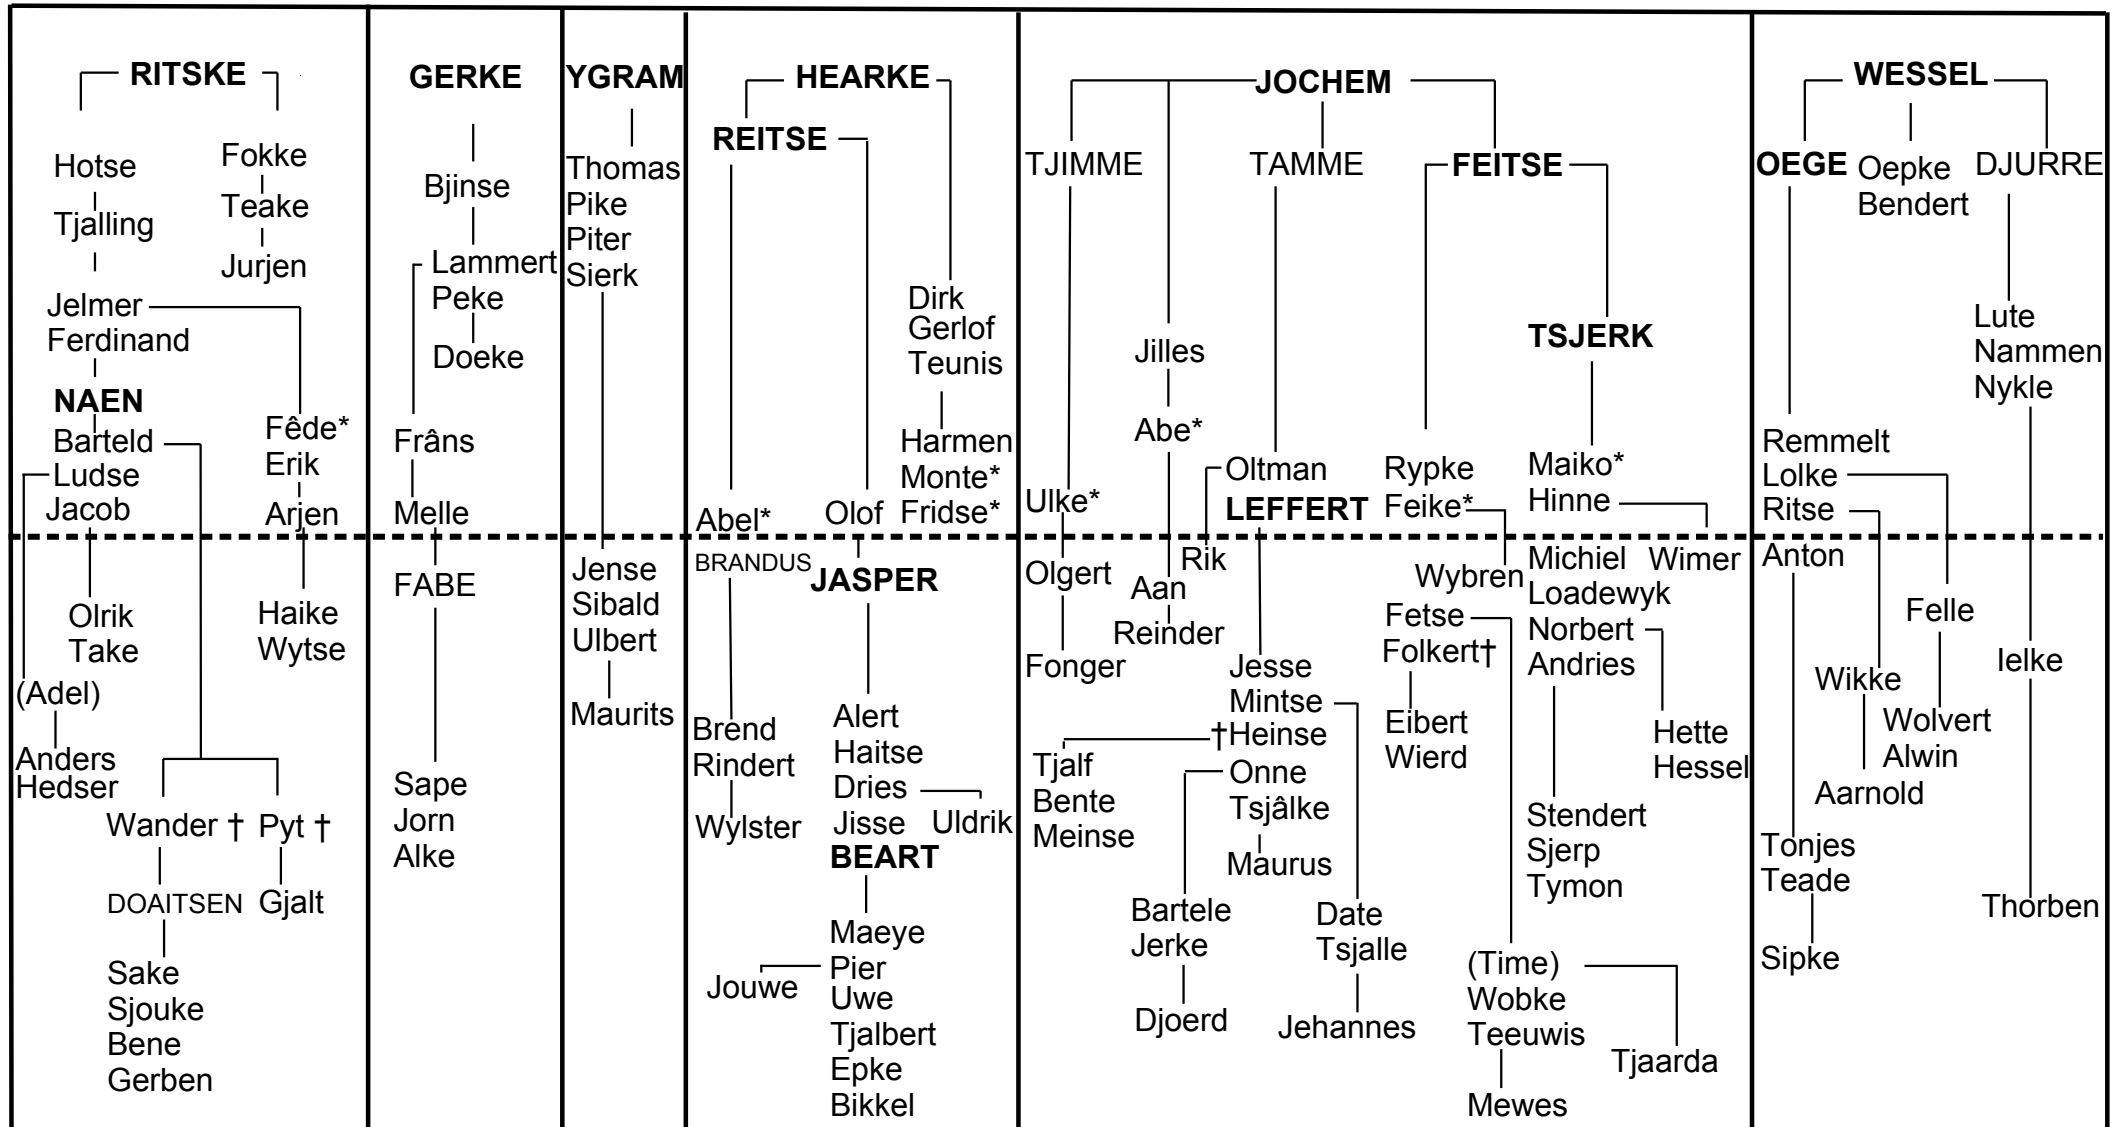 RITSKE
Hotse
Tjalling
Jelmer
Ferdinand
NAEN
Barteld
Ludse
Jacob
Fokke
Teake
Jurjen
Fêde*
Erik
Arjen
Olrik
Take
Haike
Wytse
(Adel)
Anders
Hedser
Wander †
Pyt †
DOAITSEN
Gjalt
Sake
Sjouke
Bene
Gerben
GERKE
Bjinse
Lammert
Peke
Doeke
Frâns
Melle
FABE
Sape
Jorn
Alke
YGRAM
Thomas
Pike
Piter
Sierk
Jense
Sibald
Ulbert
Maurits
HEARKE
REITSE
Dirk
Gerlof
Teunis
Harmen
Monte*
Fridse*
Abel*
Olof
BRANDUS
JASPER
Brend
Rindert
Wylster
Alert
Haitse
Dries
Jisse
BEART
Uldrik
Maeye
Pier
Uwe
Tjalbert
Epke
Bikkel
Jouwe
JOCHEM
TJIMME
TAMME
FEITSE
TSJERK
Jilles
Abe*
Ulke*
Oltman
LEFFERT
Rypke
Feike*
Maiko*
Hinne
Olgert
Fonger
Aan
Reinder
Rik
Wybren
Michiel
Loadewyk
Norbert
Andries
Wimer
Fetse
Folkert†
Eibert
Wierd
Jesse
Mintse
†Heinse
Onne
Tsjâlke
Maurus
Tjalf
Bente
Meinse
Hette
Hessel
Stendert
Sjerp
Tymon
Bartele
Jerke
Djoerd
Date
Tsjalle
Jehannes
(Time)
Wobke
Teeuwis
Mewes
Tjaarda
WESSEL
OEGE
Oepke
Bendert
DJURRE
Lute
Nammen
Nykle
Remmelt
Lolke
Ritse
Anton
Felle
Ielke
Wikke
Wolvert
Alwin
Aarnold
Tonjes
Teade
Sipke
Thorben